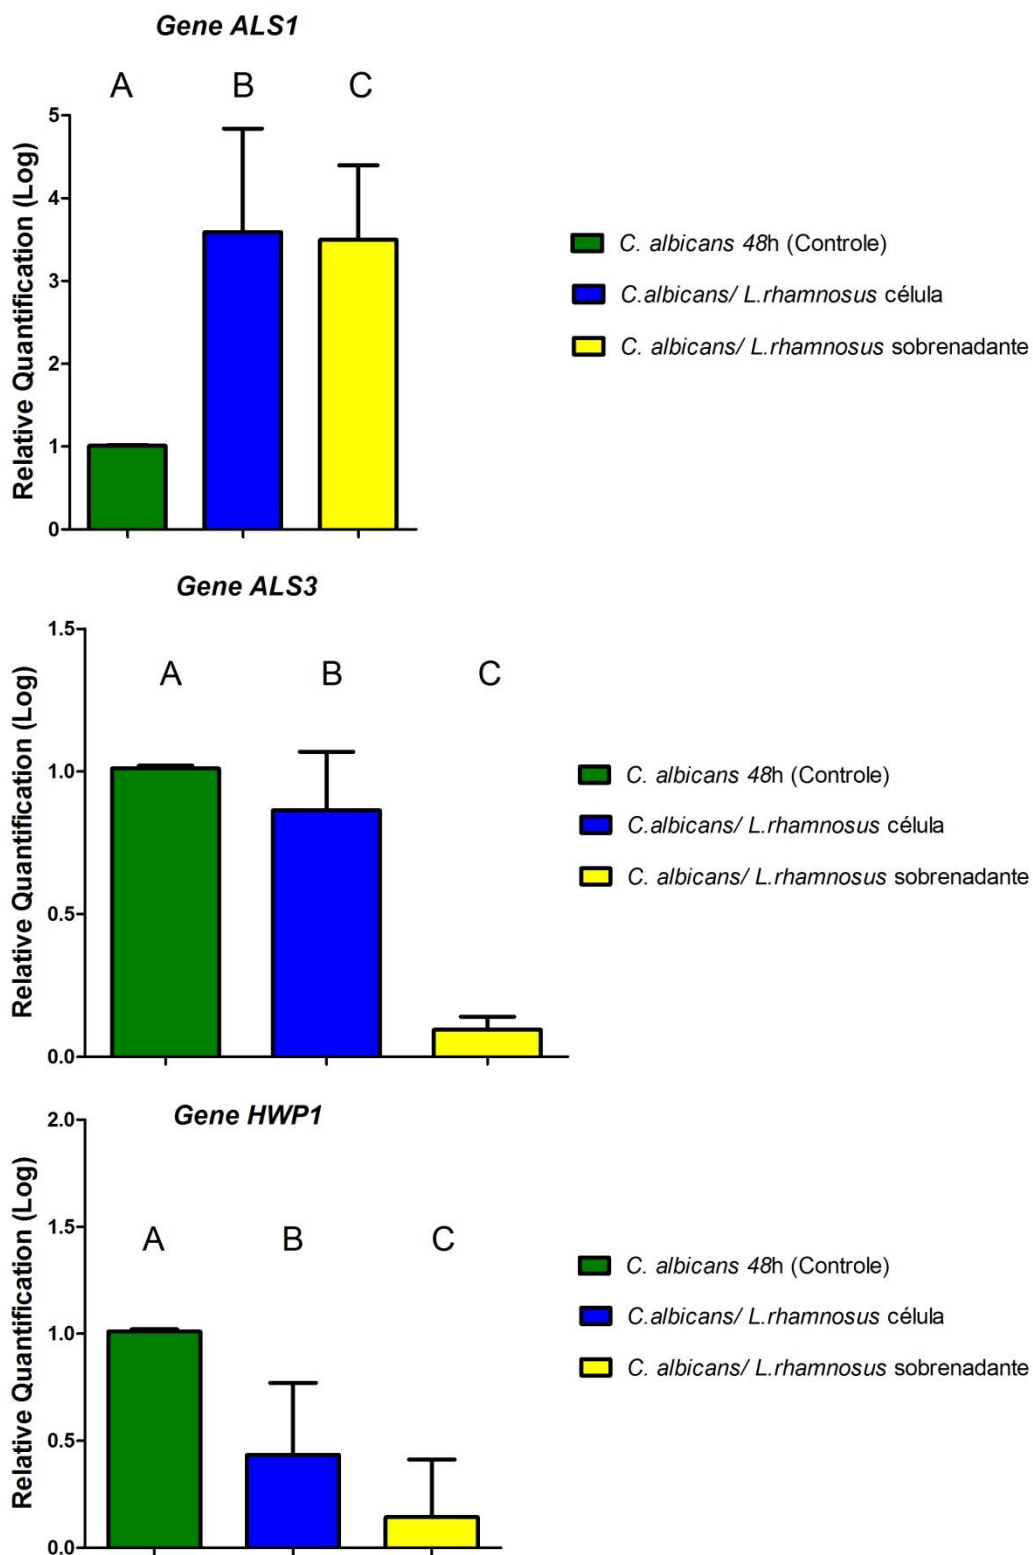 Gene ALS1
A B C
5
4
3
2
1
0
Relative Quantification (Log)
C. albicans 48h (Controle)
C.albicans/ L.rhamnosus célula
C. albicans/ L.rhamnosus sobrenadante
Gene ALS3
A B C
1.5
1.0
0.5
0.0
Relative Quantification (Log)
C. albicans 48h (Controle)
C.albicans/ L.rhamnosus célula
C. albicans/ L.rhamnosus sobrenadante
Gene HWP1
A B C
2.0
1.5
1.0
0.5
0.0
Relative Quantification (Log)
C. albicans 48h (Controle)
C.albicans/ L.rhamnosus célula
C. albicans/ L.rhamnosus sobrenadante